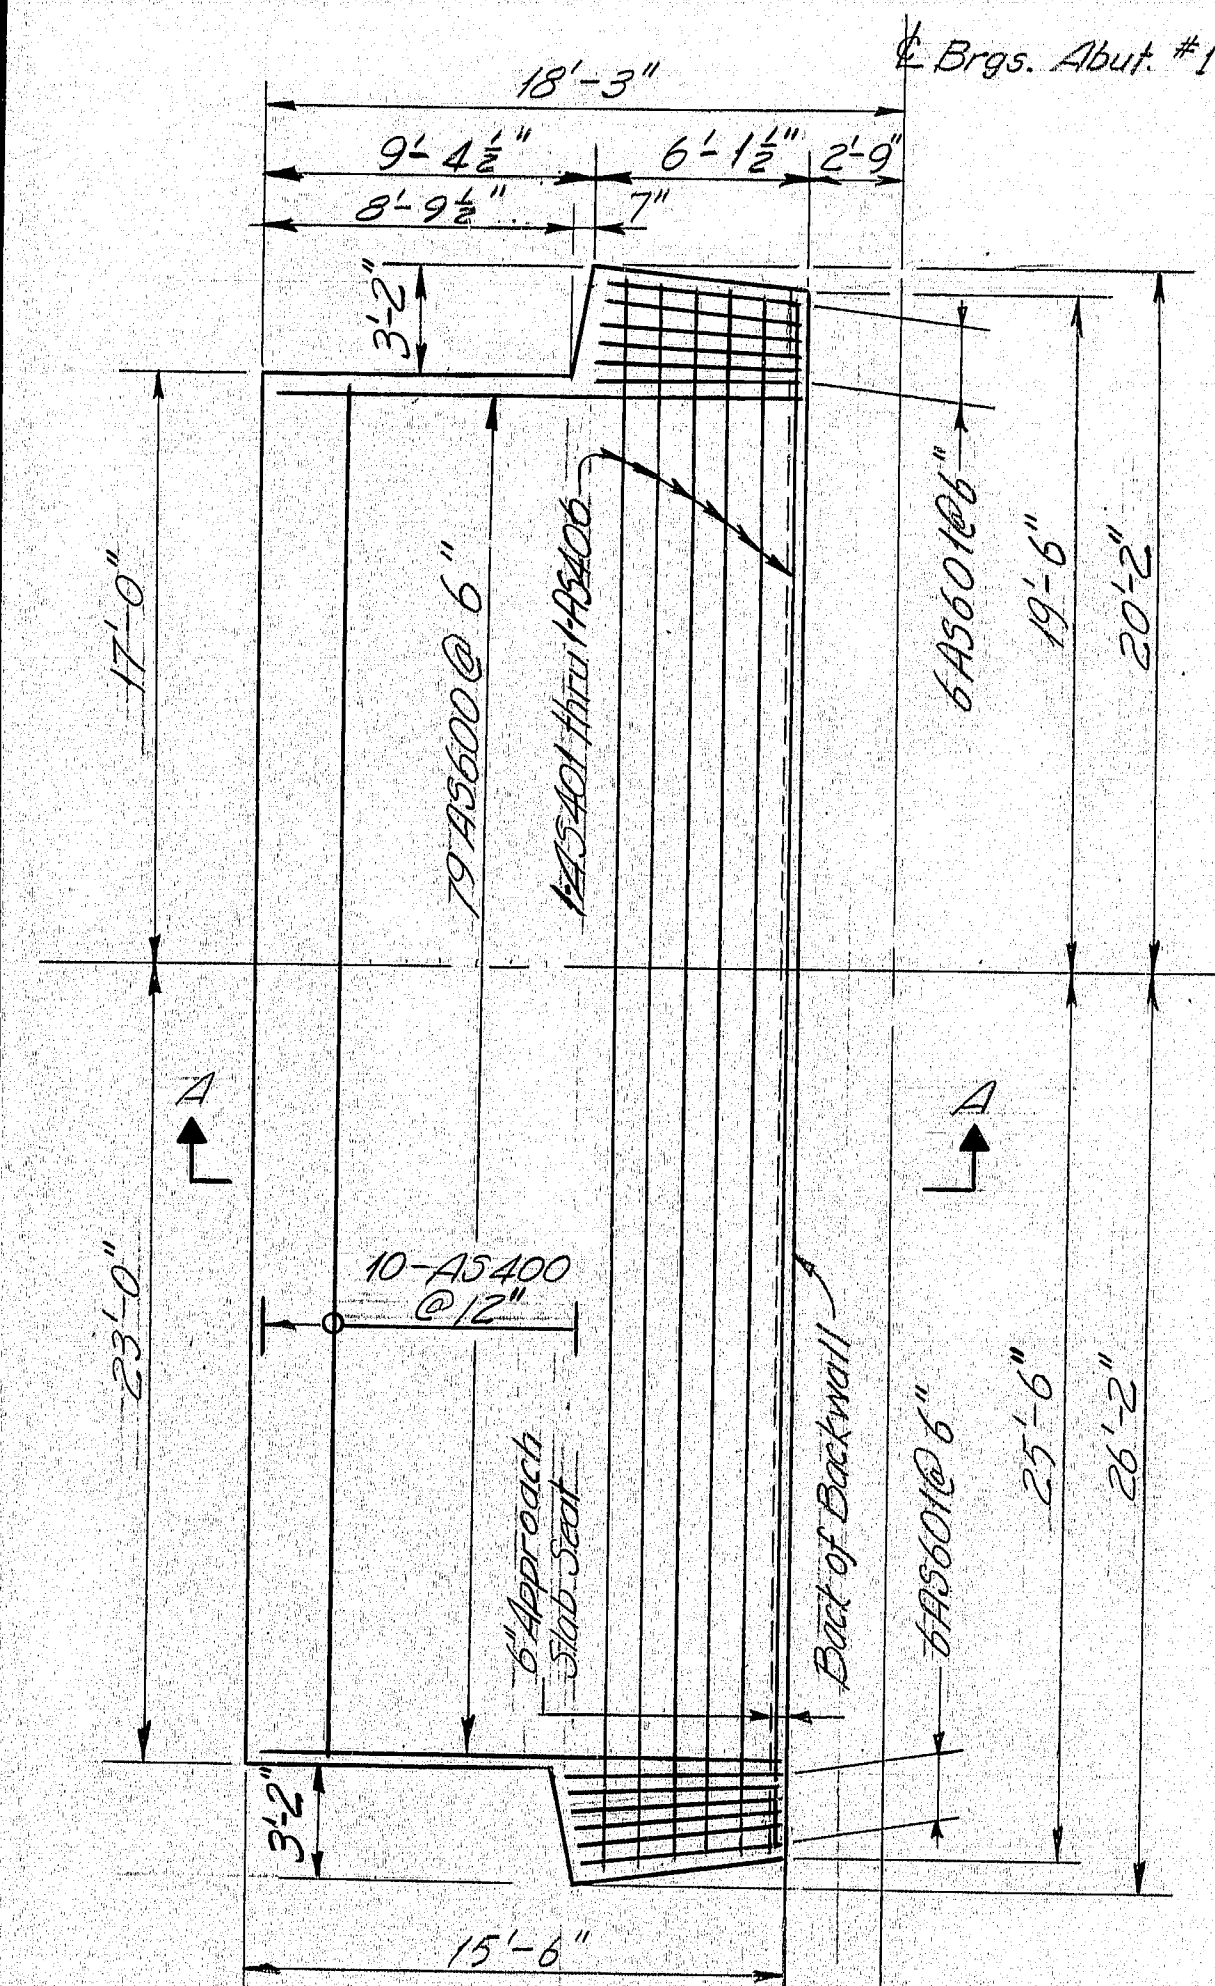 ℄ Brgs. Abut. #1
18'-3"
9'-4½" 6'-1½" 2'-9"
8'-9½" 7"
3'-2"
17'-0"
79 AS600 @ 6"
1-AS401 thru 1-AS406
6 AS601 @ 6"
19'-6"
20'-2"
A A
23'-0"
10-AS400
@ 12"
6" Approach
Slab Seat
Back of Backwall
6 AS601 @ 6"
25'-6"
26'-2"
3'-2"
15'-6"